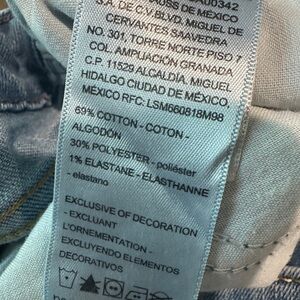 S.A. DE C.V.BLVD. MIGUEL DE
CERVANTES SAAVEDRA
NO. 301, TORRE NORTE PISO 7
COL. AMPLIACIÓN GRANADA
C.P. 11529 ALCALDÍA. MIGUEL
HIDALGO CIUDAD DE MÉXICO,
MÉXICO RFC: LSM660818M98
69% COTTON - COTON -
ALGODÓN
30% POLYESTER - poliéster
1% ELASTANE - ELASTHANNE
- elastano
EXCLUSIVE OF DECORATION
- EXCLUANT
L'ORNEMENTATION -
EXCLUYENDO ELEMENTOS
DECORATIVOS